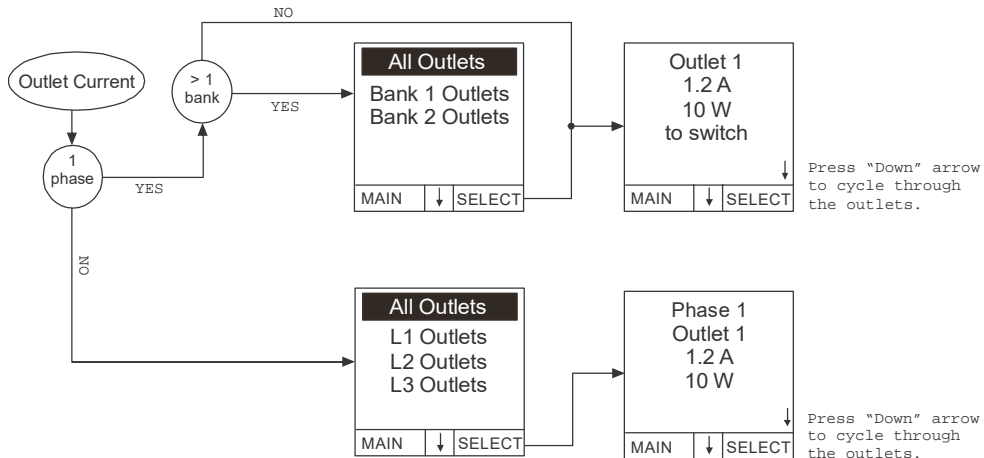 NO
Outlet Current
> 1
bank
YES
All Outlets
Bank 1 Outlets
Bank 2 Outlets
MAIN ↓ SELECT
Outlet 1
1.2 A
10 W
to switch
↓
MAIN ↓ SELECT
Press "Down" arrow
to cycle through
the outlets.
1
phase
YES
NO
All Outlets
L1 Outlets
L2 Outlets
L3 Outlets
MAIN ↓ SELECT
Phase 1
Outlet 1
1.2 A
10 W
↓
MAIN ↓ SELECT
Press "Down" arrow
to cycle through
the outlets.